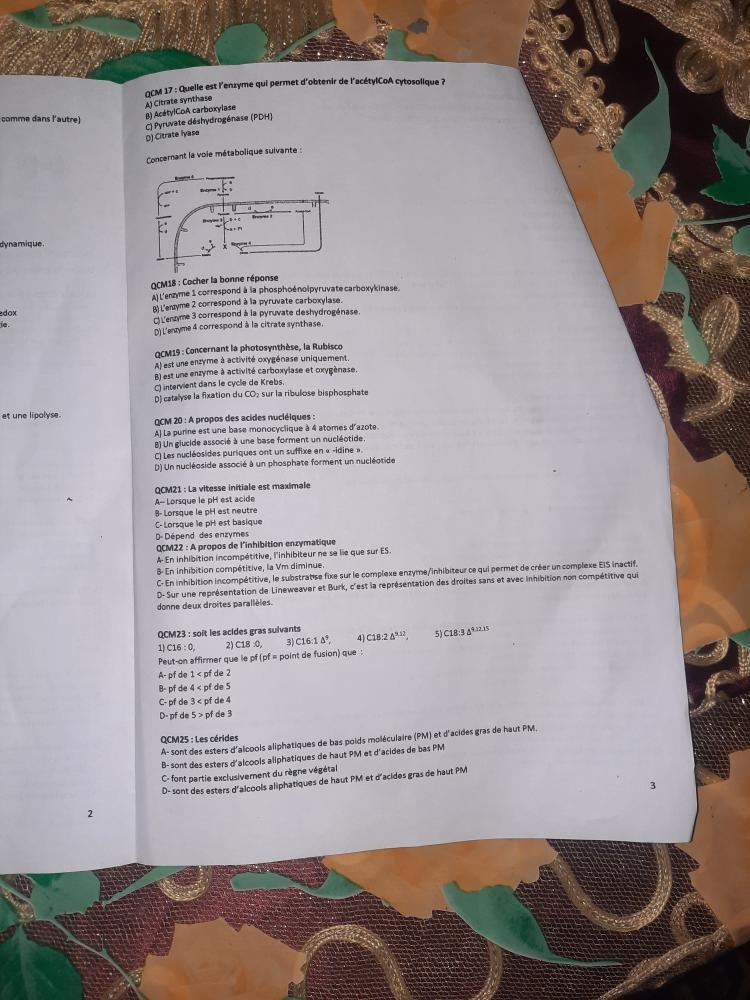 comme dans l'autre)
dynamique.
edox
ie.
et une lipolyse.
2
QCM 17 : Quelle est l'enzyme qui permet d'obtenir de l'acétylCoA cytosolique ?
A) Citrate synthase
B) AcétylCoA carboxylase
C) Pyruvate déshydrogénase (PDH)
D) Citrate lyase
Concernant la voie métabolique suivante :
QCM18 : Cocher la bonne réponse
A) L'enzyme 1 correspond à la phosphoénolpyruvate carboxykinase.
B) L'enzyme 2 correspond à la pyruvate carboxylase.
C) L'enzyme 3 correspond à la pyruvate deshydrogénase.
D) L'enzyme 4 correspond à la citrate synthase.
QCM19 : Concernant la photosynthèse, la Rubisco
A) est une enzyme à activité oxygénase uniquement.
B) est une enzyme à activité carboxylase et oxygènase.
C) intervient dans le cycle de Krebs.
D) catalyse la fixation du CO₂ sur la ribulose bisphosphate
QCM 20 : A propos des acides nucléiques :
A) La purine est une base monocyclique à 4 atomes d'azote.
B) Un glucide associé à une base forment un nucléotide.
C) Les nucléosides puriques ont un suffixe en « -idine ».
D) Un nucléoside associé à un phosphate forment un nucléotide
QCM21 : La vitesse initiale est maximale
A- Lorsque le pH est acide
B- Lorsque le pH est neutre
C- Lorsque le pH est basique
D- Dépend des enzymes
QCM22 : A propos de l'inhibition enzymatique
A- En inhibition incompétitive, l'inhibiteur ne se lie que sur ES.
B- En inhibition compétitive, la Vm diminue.
C- En inhibition incompétitive, le substrat se fixe sur le complexe enzyme/inhibiteur ce qui permet de créer un complexe EIS inactif.
D- Sur une représentation de Lineweaver et Burk, c'est la représentation des droites sans et avec inhibition non compétitive qui
donne deux droites parallèles.
QCM23 : soit les acides gras suivants
1) C16 : 0, 2) C18 :0, 3) C16:1 Δ⁹, 4) C18:2 Δ⁹·¹², 5) C18:3 Δ⁹·¹²·¹⁵
Peut-on affirmer que le pf (pf = point de fusion) que :
A- pf de 1 < pf de 2
B- pf de 4 < pf de 5
C- pf de 3 < pf de 4
D- pf de 5 > pf de 3
QCM25 : Les cérides
A- sont des esters d'alcools aliphatiques de bas poids moléculaire (PM) et d'acides gras de haut PM.
B- sont des esters d'alcools aliphatiques de haut PM et d'acides de bas PM
C- font partie exclusivement du règne végétal
D- sont des esters d'alcools aliphatiques de haut PM et d'acides gras de haut PM
3